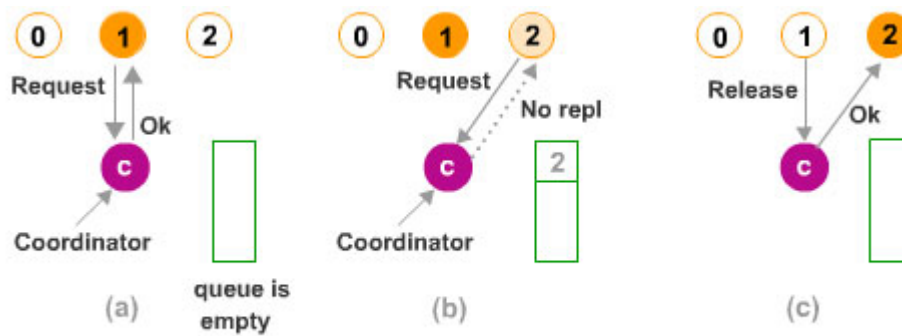 0 1 2
Request
Ok
C
Coordinator
queue is
empty
(a)
0 1 2
Request
No repl
2
C
Coordinator
(b)
0 1 2
Release
Ok
C
(c)